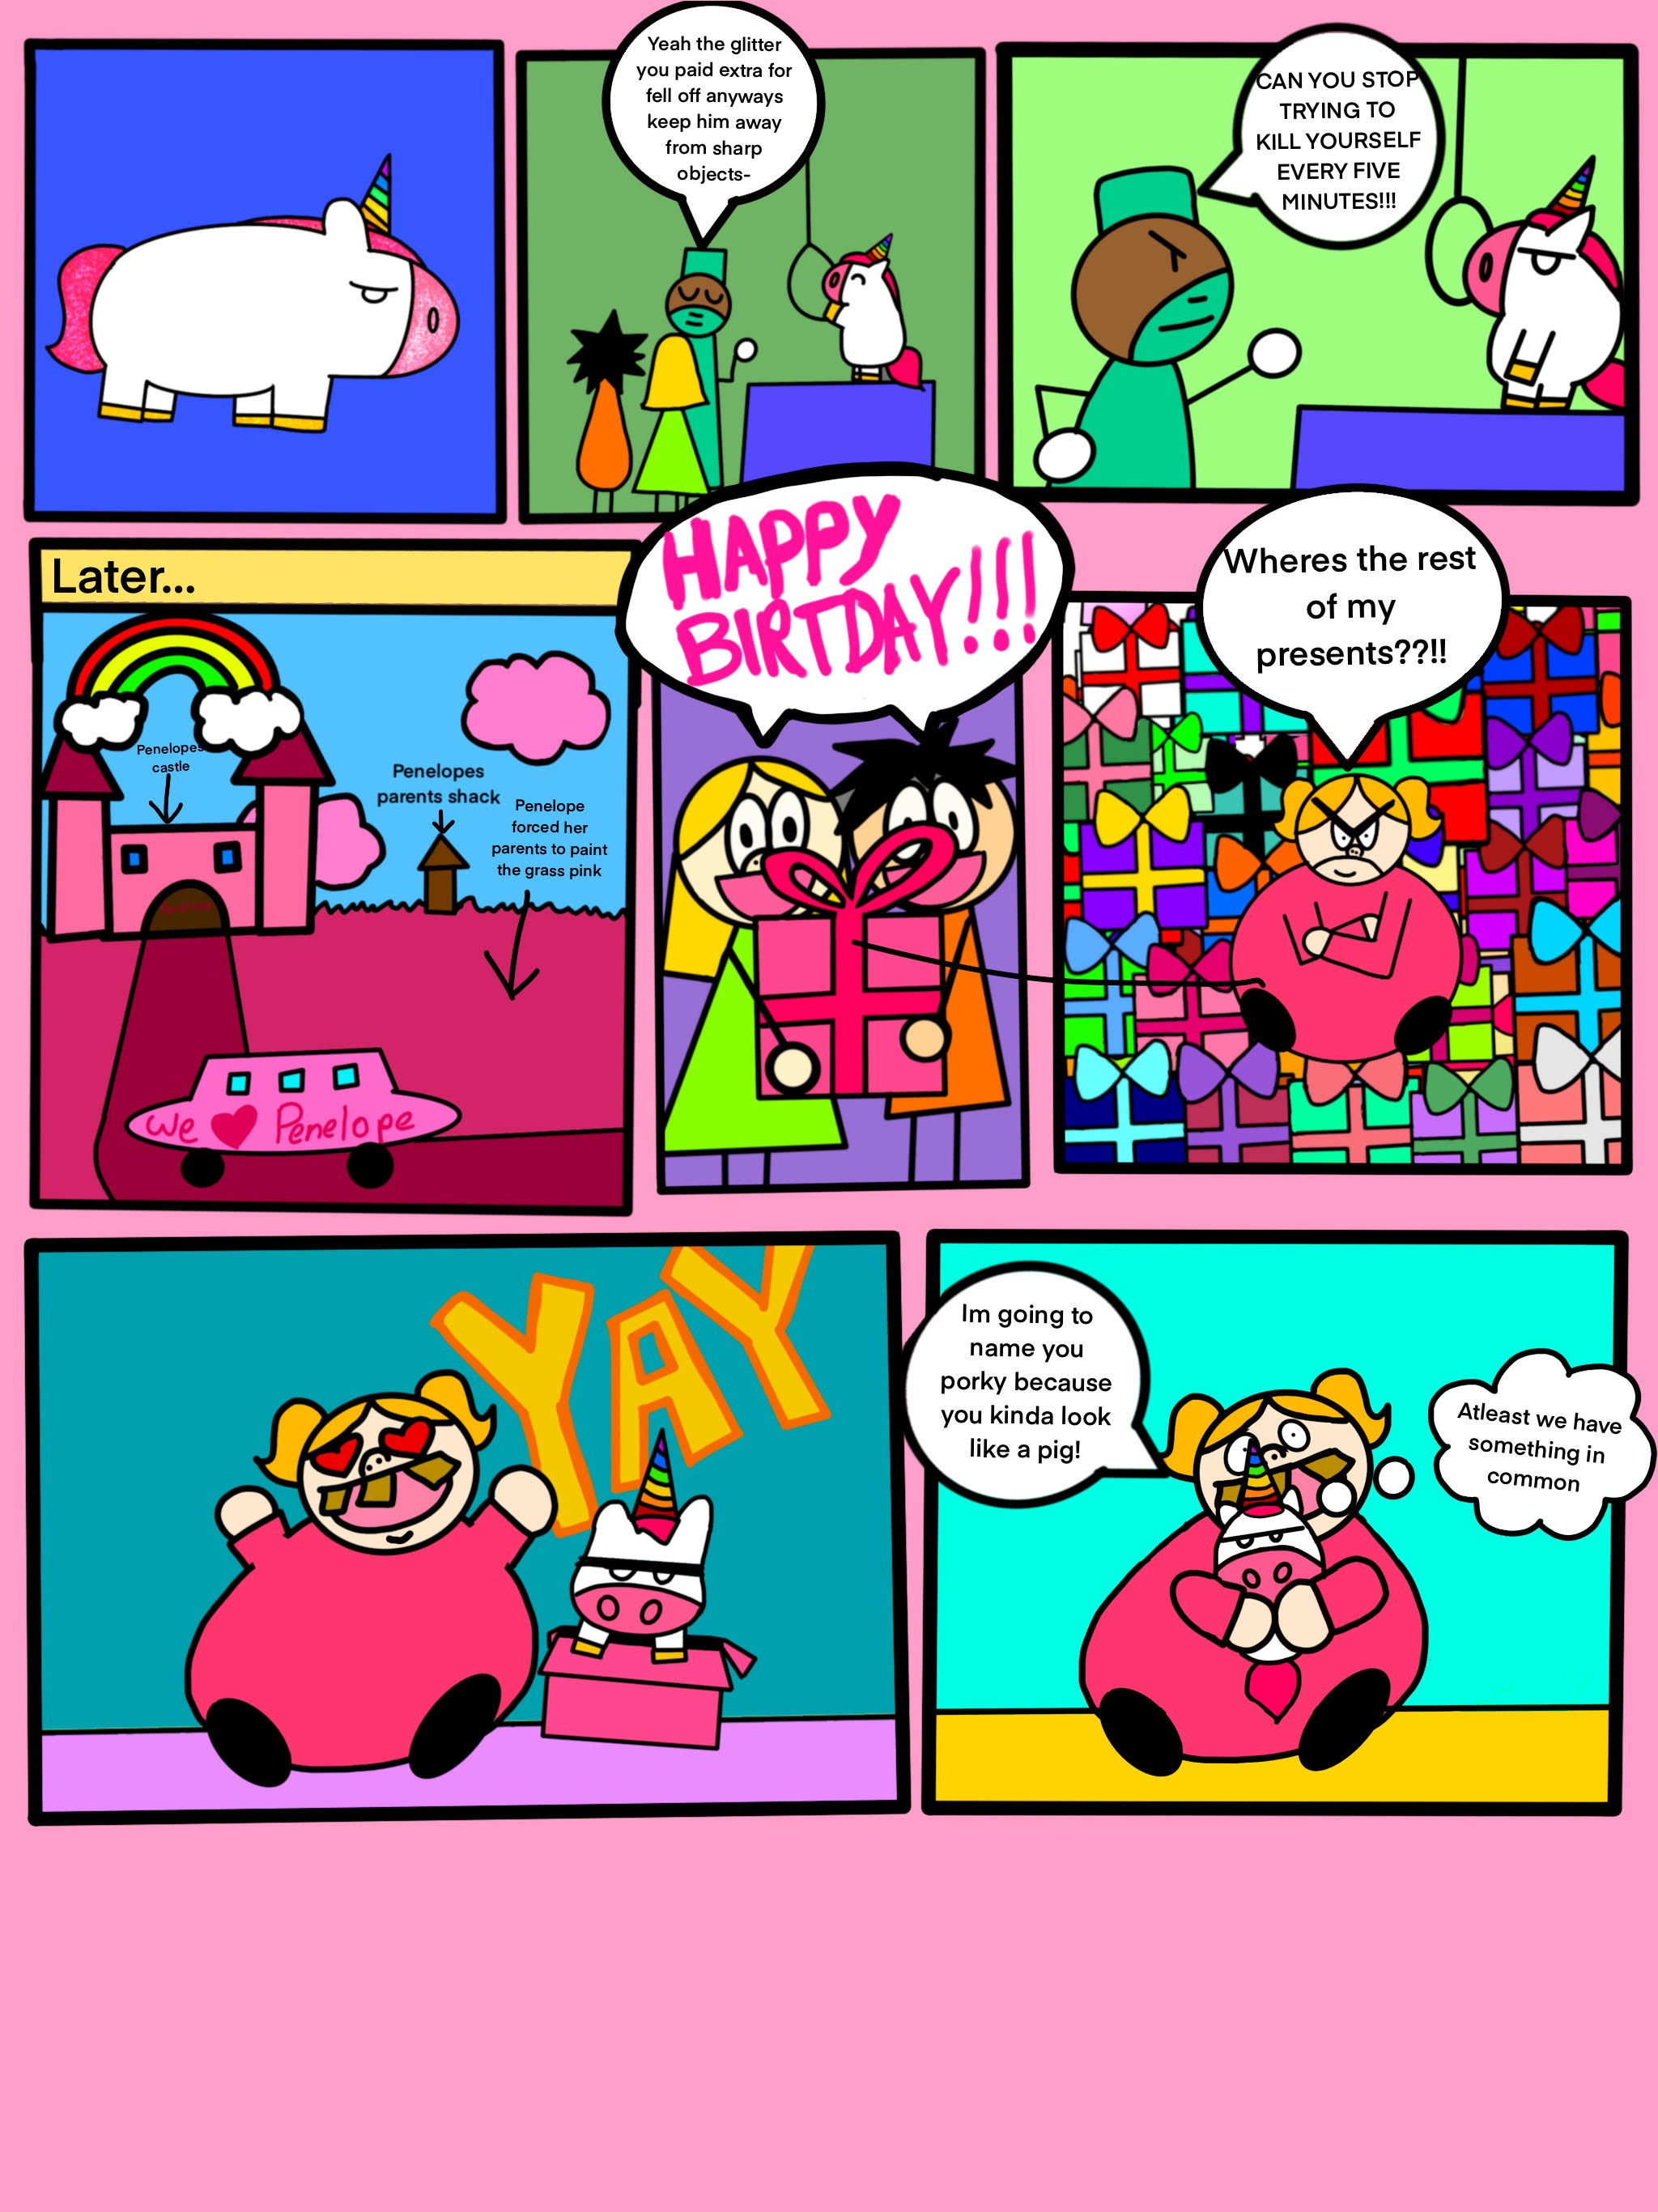 Yeah the glitter
you paid extra for
fell off anyways
keep him away
from sharp
objects-
CAN YOU STOP
TRYING TO
KILL YOURSELF
EVERY FIVE
MINUTES!!!
Later...
Penelopes
castle
Penelopes
parents shack
Penelope
forced her
parents to paint
the grass pink
We ❤ Penelope
HAPPY
BIRTDAY!!!
Wheres the rest
of my
presents??!!
YAY
Im going to
name you
porky because
you kinda look
like a pig!
Atleast we have
something in
common